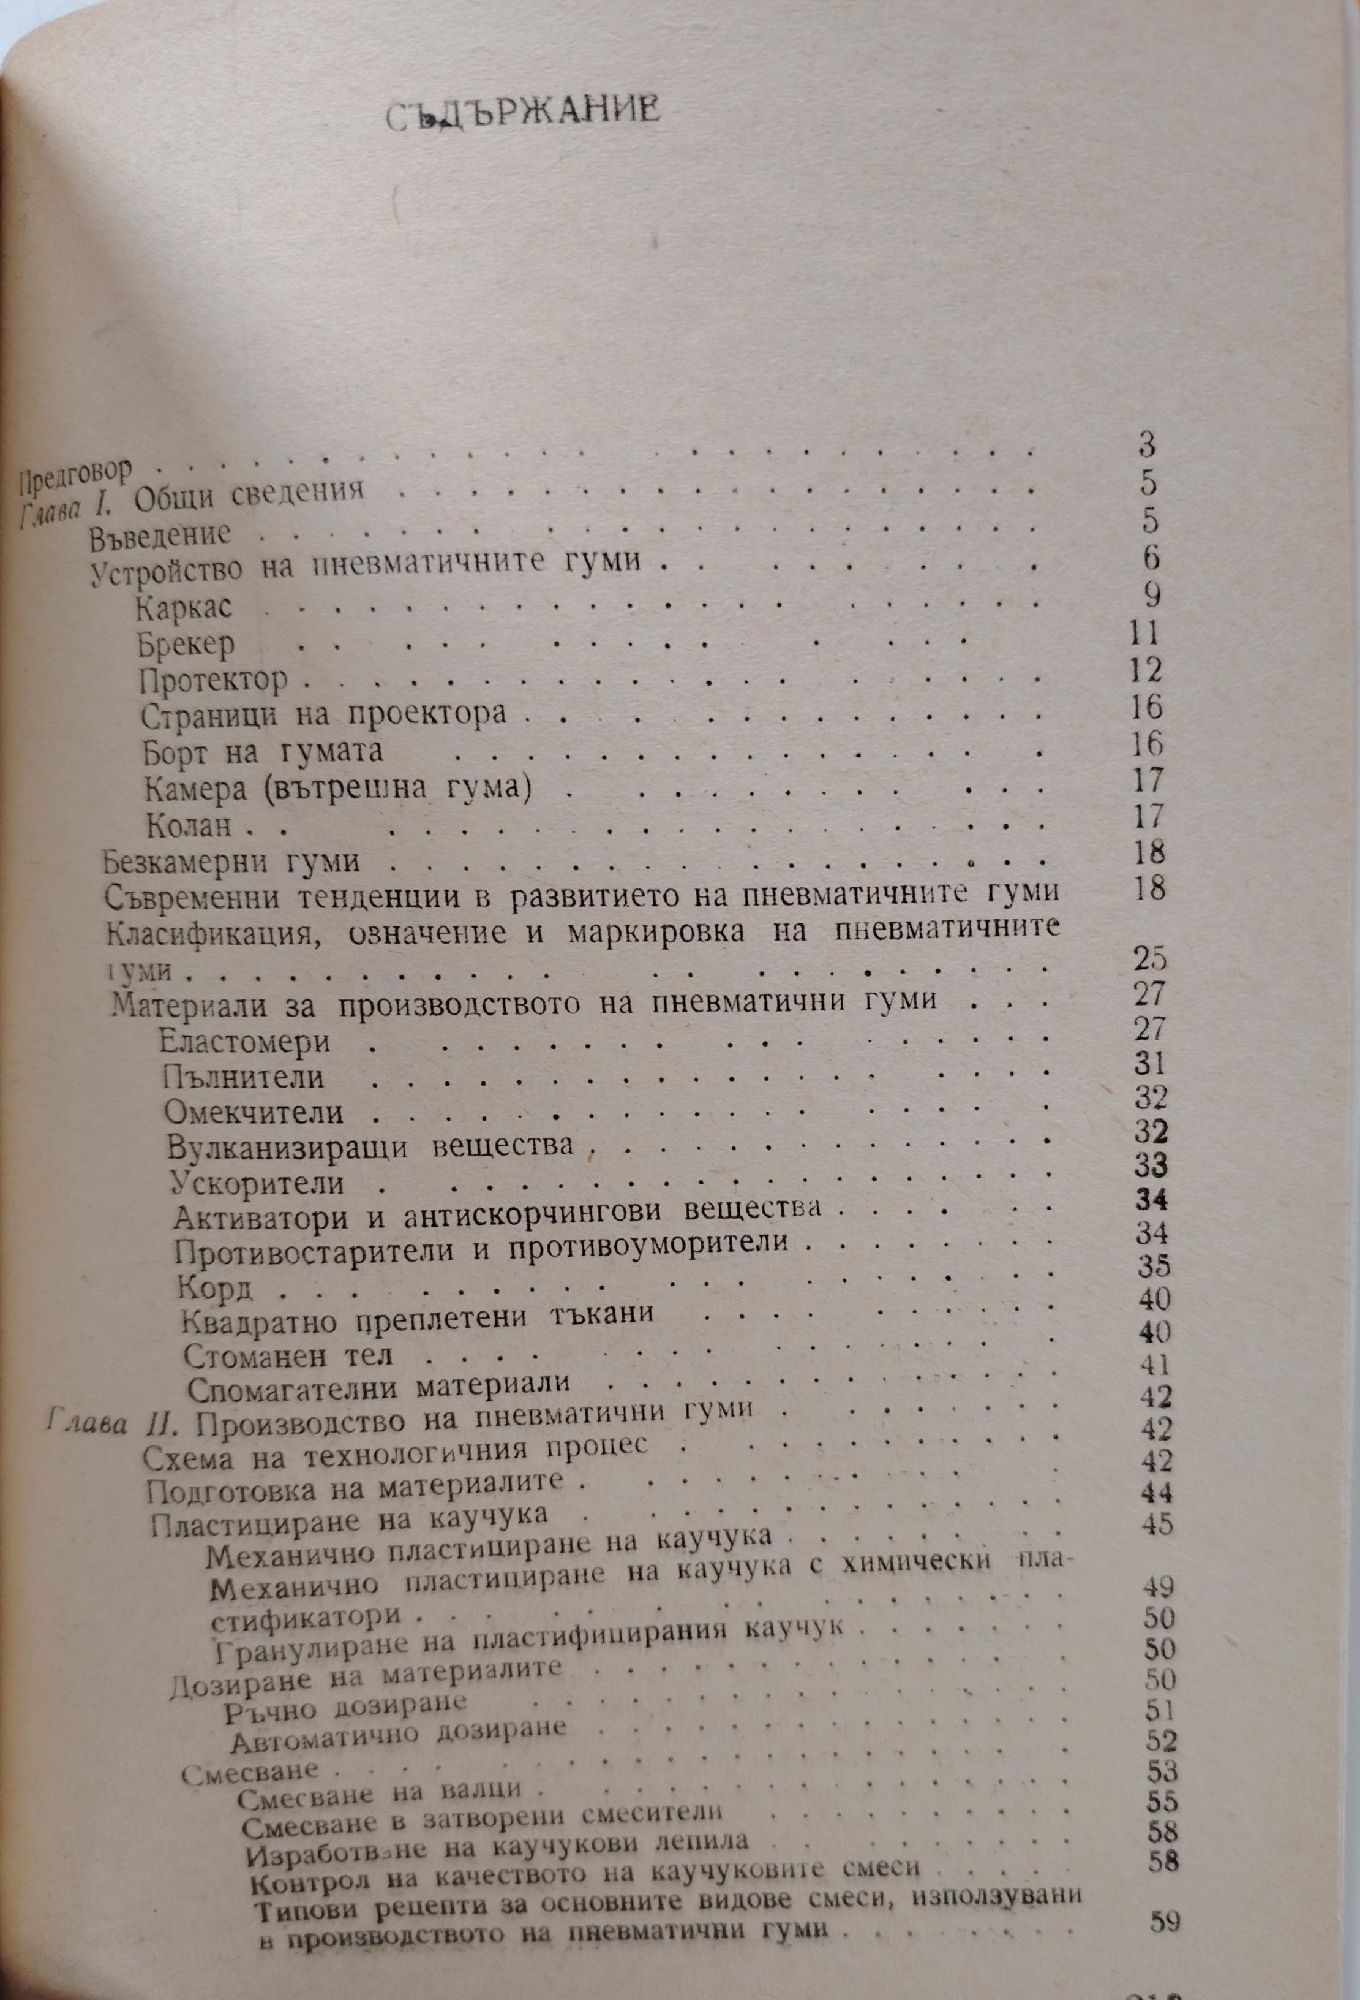 СЪДЪРЖАНИЕ
Предговор . . . . . . . . . . 3
Глава I. Общи сведения . . . . . . . . . . 5
Въведение . . . . . . . . . . 5
Устройство на пневматичните гуми . . . . . . . . . . 6
Каркас . . . . . . . . . . 9
Брекер . . . . . . . . . . 11
Протектор . . . . . . . . . . 12
Страници на проектора . . . . . . . . . . 16
Борт на гумата . . . . . . . . . . 16
Камера (вътрешна гума) . . . . . . . . . . 17
Колан . . . . . . . . . . 17
Безкамерни гуми . . . . . . . . . . 18
Съвременни тенденции в развитието на пневматичните гуми 18
Класификация, означение и маркировка на пневматичните
гуми . . . . . . . . . . 25
Материали за производството на пневматични гуми . . . 27
Еластомери . . . . . . . . . . 27
Пълнители . . . . . . . . . . 31
Омекчители . . . . . . . . . . 32
Вулканизиращи вещества . . . . . . . . . . 32
Ускорители . . . . . . . . . . 33
Активатори и антискорчингови вещества . . . . . . 34
Противостарители и противоуморители . . . . . . . . 34
Корд . . . . . . . . . . 35
Квадратно преплетени тъкани . . . . . . . . . . 40
Стоманен тел . . . . . . . . . . 40
Спомагателни материали . . . . . . . . . . 41
Глава II. Производство на пневматични гуми . . . . . . . . 42
Схема на технологичния процес . . . . . . . . . . 42
Подготовка на материалите . . . . . . . . . . 42
Пластициране на каучука . . . . . . . . . . 44
Механично пластициране на каучука . . . . . . . . 45
Механично пластициране на каучука с химически пла-
стификатори . . . . . . . . . . 49
Гранулиране на пластифицирания каучук . . . . . . . 50
Дозиране на материалите . . . . . . . . . . 50
Ръчно дозиране . . . . . . . . . . 50
Автоматично дозиране . . . . . . . . . . 51
Смесване . . . . . . . . . . 52
Смесване на валци . . . . . . . . . . 53
Смесване в затворени смесители . . . . . . . . . . 55
Изработване на каучукови лепила . . . . . . . . . 58
Контрол на качеството на каучуковите смеси . . . . . 58
Типови рецепти за основните видове смеси, използувани
в производството на пневматични гуми . . . . . . . 59